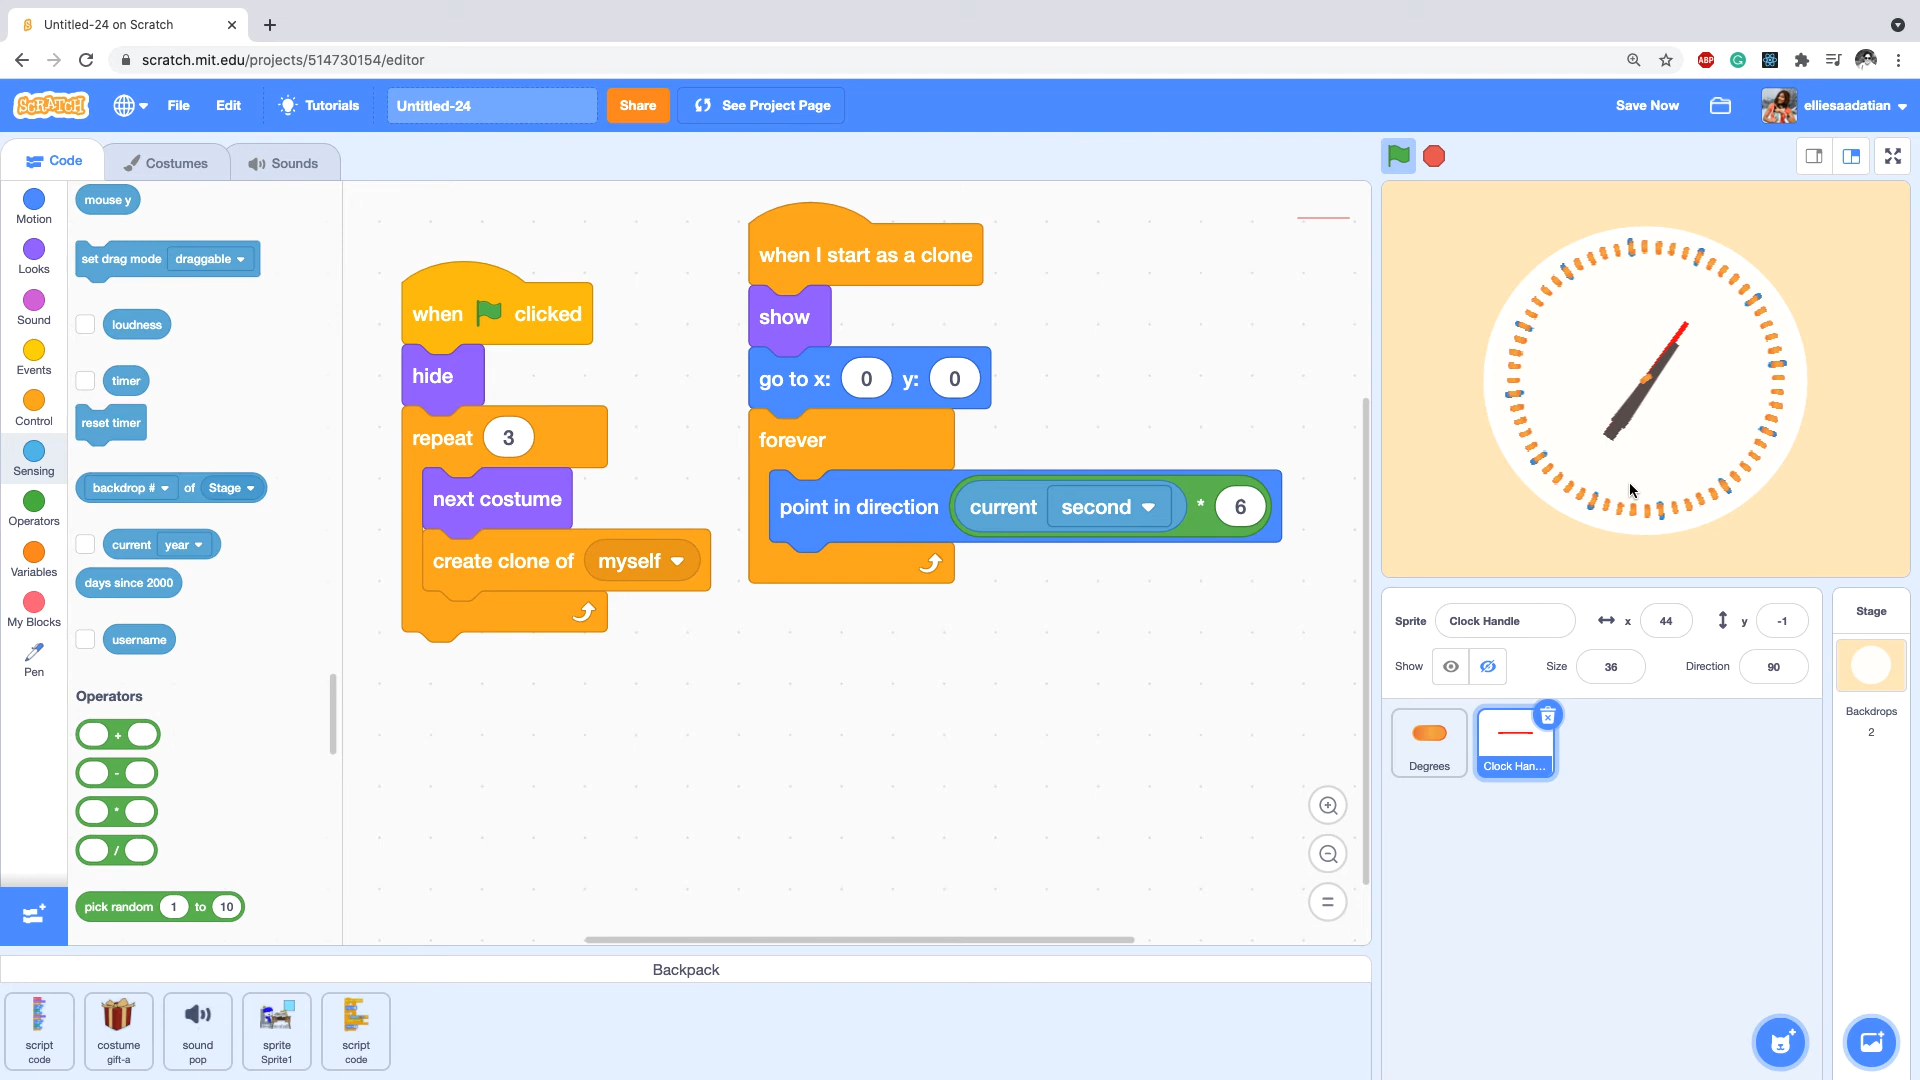 Untitled-24 on Scratch
scratch.mit.edu/projects/514730154/editor
ABP
SCRATCH
File
Edit
Tutorials
Untitled-24
Share
See Project Page
Save Now
elliesaadatian
Code
Costumes
Sounds
Motion
Looks
Sound
Events
Control
Sensing
Operators
Variables
My Blocks
Pen
mouse y
set drag mode draggable
loudness
timer
reset timer
backdrop # of Stage
current year
days since 2000
username
Operators
+
-
*
/
pick random 1 to 10
when clicked
hide
repeat 3
next costume
create clone of myself
when I start as a clone
show
go to x: 0 y: 0
forever
point in direction current second * 6
Sprite Clock Handle x 44 y -1
Show Size 36 Direction 90
Degrees
Clock Han...
Stage
Backdrops
2
Backpack
script
code
costume
gift-a
sound
pop
sprite
Sprite1
script
code